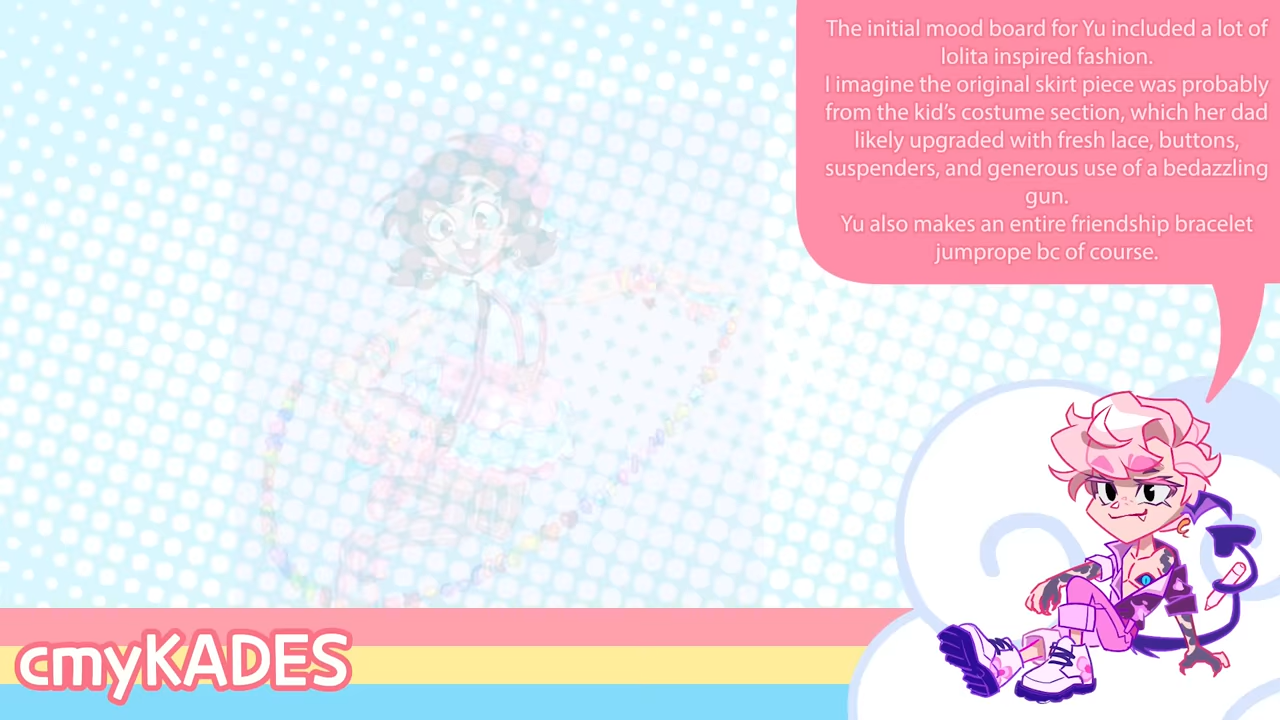 The initial mood board for Yu included a lot of
lolita inspired fashion.
I imagine the original skirt piece was probably
from the kid’s costume section, which her dad
likely upgraded with fresh lace, buttons,
suspenders, and generous use of a bedazzling
gun.
Yu also makes an entire friendship bracelet
jumprope bc of course.
cmyKADES